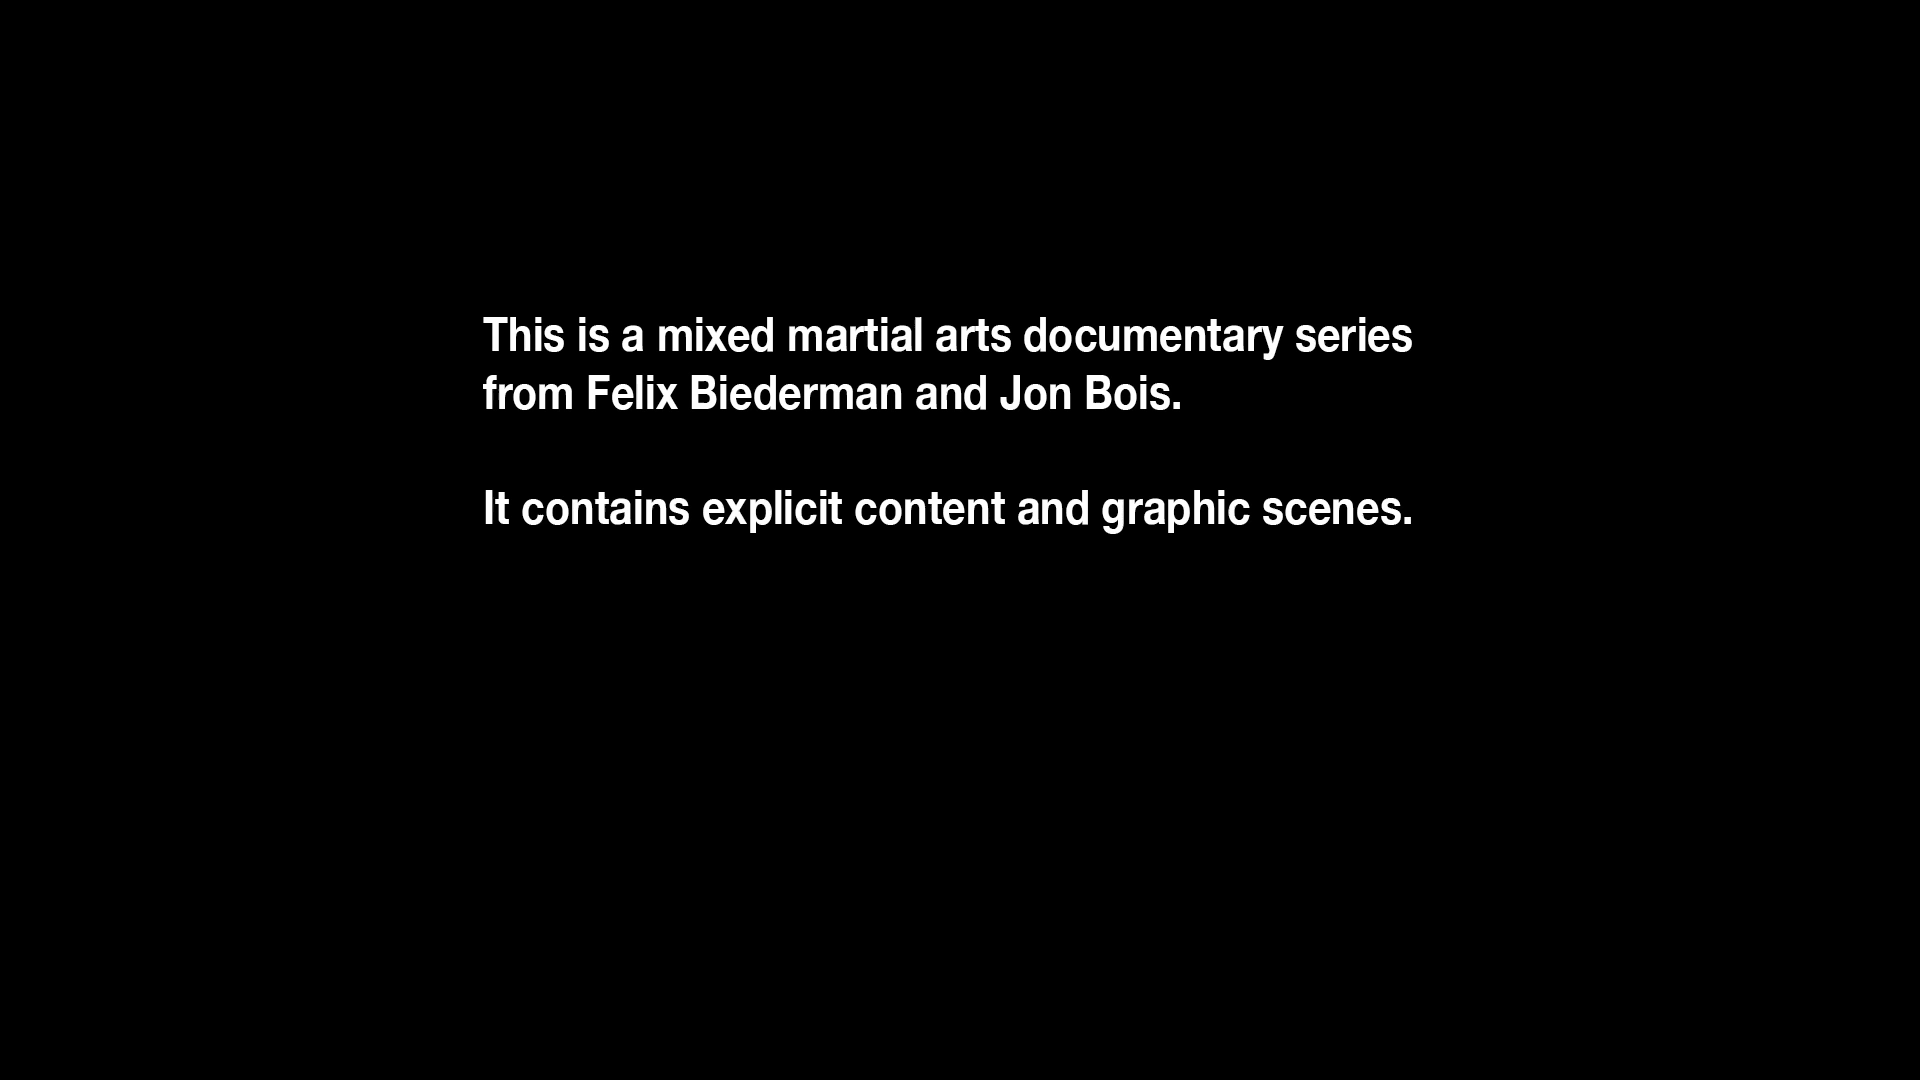 This is a mixed martial arts documentary series
from Felix Biederman and Jon Bois.
It contains explicit content and graphic scenes.